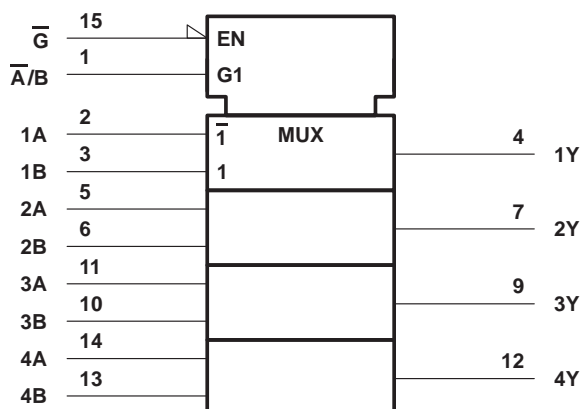 G̅ 15 EN
A̅/B 1 G1
1A 2 1̅ MUX 4 1Y
1B 3 1
2A 5 7 2Y
2B 6
3A 11 9 3Y
3B 10
4A 14 12 4Y
4B 13